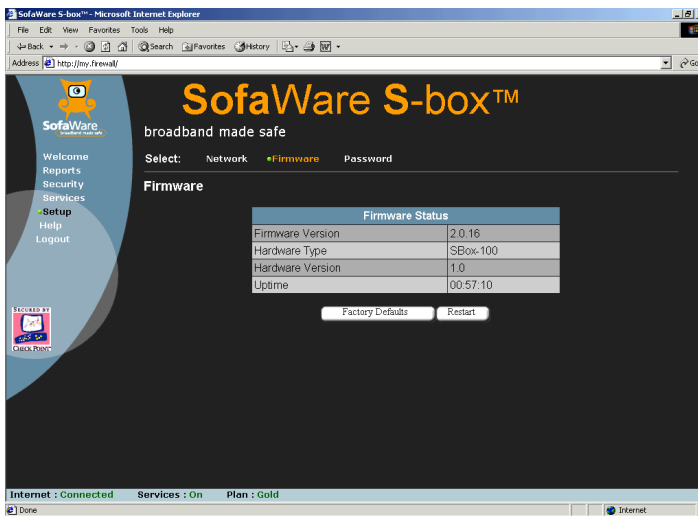 SofaWare S-box™ - Microsoft Internet Explorer
File Edit View Favorites Tools Help
Back Search Favorites History
Address http://my.firewall/ Go
SofaWare
SofaWare S-box™
broadband made safe
Select: Network Firmware Password
Firmware
Welcome
Reports
Security
Services
Setup
Help
Logout
Firmware Status
Firmware Version 2.0.16
Hardware Type SBox-100
Hardware Version 1.0
Uptime 00:57:10
Factory Defaults Restart
SECURED BY
CHECK POINT
Internet : Connected Services : On Plan : Gold
Done Internet